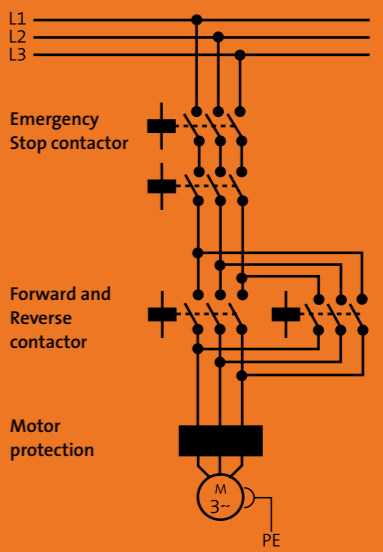 L1
L2
L3
Emergency
Stop contactor
Forward and
Reverse
contactor
Motor
protection
M
3~
PE